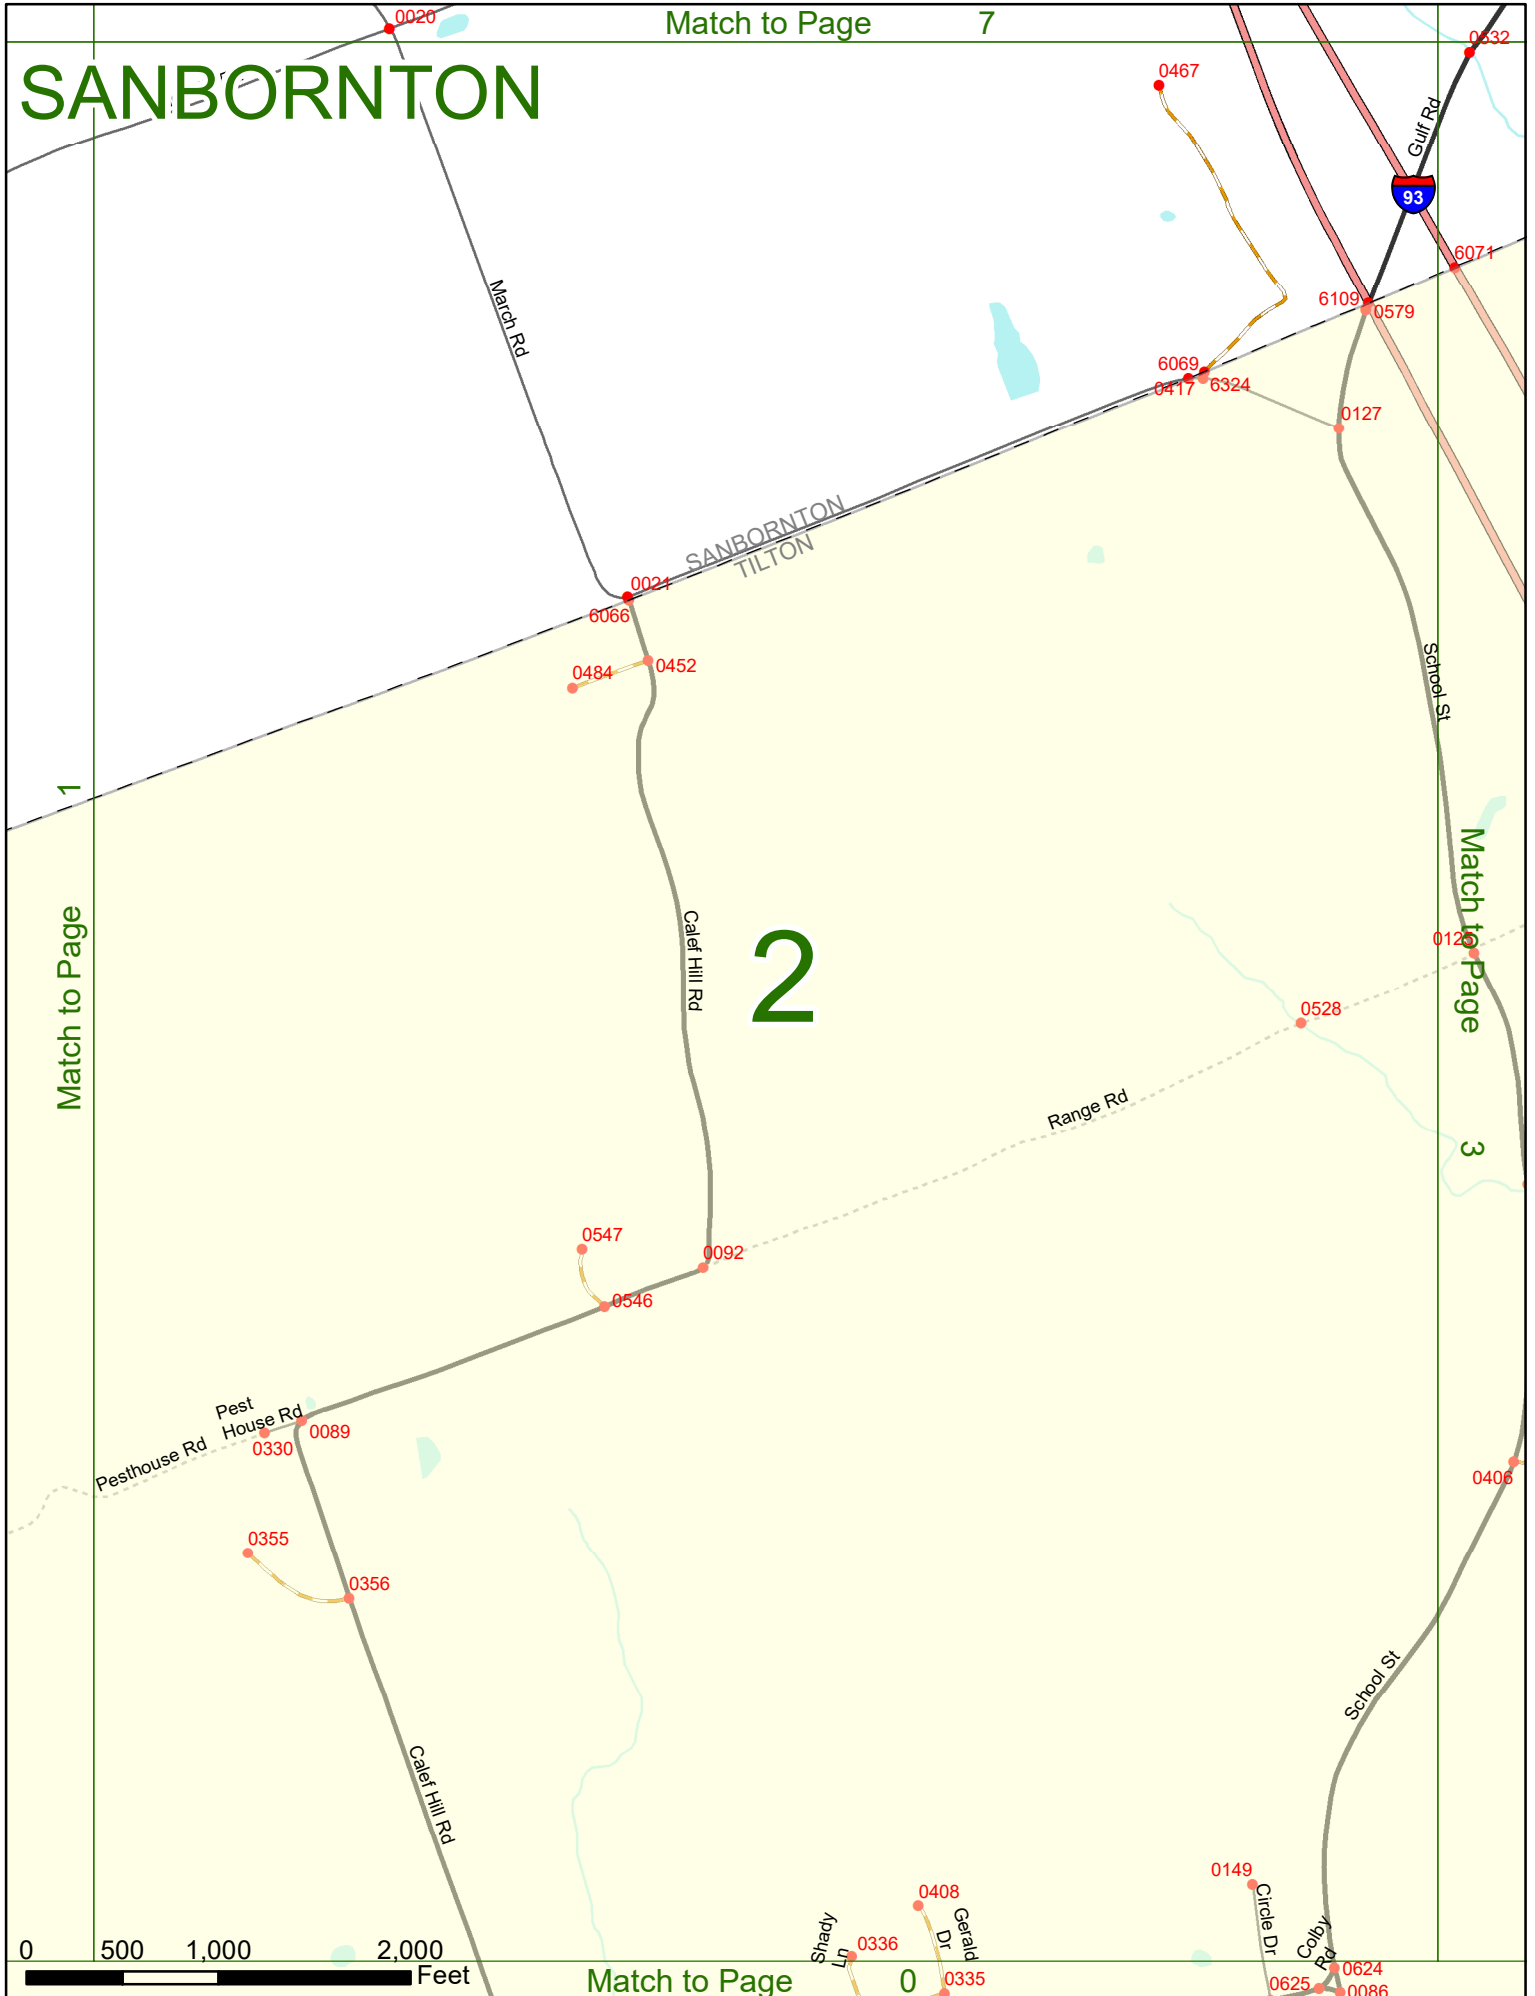 0020
Match to Page 7
0532
SANBORNTON
0467
Gulf Rd
93
6071
March Rd
6109
0579
6069
0417
6324
0127
SANBORNTON
TILTON
0021
6066
0484
0452
School St
1
Match to Page
Calef Hill Rd
2
Match to Page
3
0528
Range Rd
0547
0092
0546
Pest
House Rd
Pesthouse Rd
0330
0089
0406
0355
0356
School St
Calef Hill Rd
0149
Circle Dr
0408
Gerald
Dr
Shady
Ln
0336
Colby
Rd
0 500 1,000 2,000
Feet
Match to Page 0
0335
0624
0625
0086